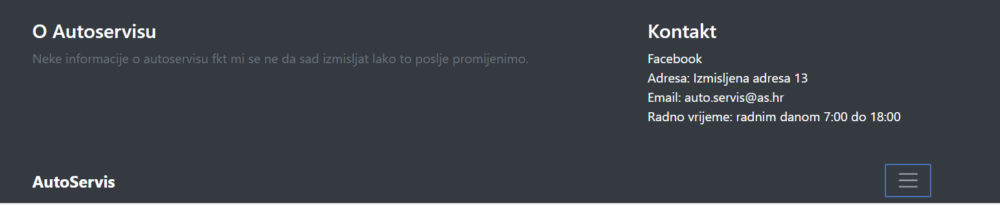 O Autoservisu
Neke informacije o autoservisu fkt mi se ne da sad izmisljat lako to poslje promijenimo.
Kontakt
Facebook
Adresa: Izmisljena adresa 13
Email: auto.servis@as.hr
Radno vrijeme: radnim danom 7:00 do 18:00
AutoServis